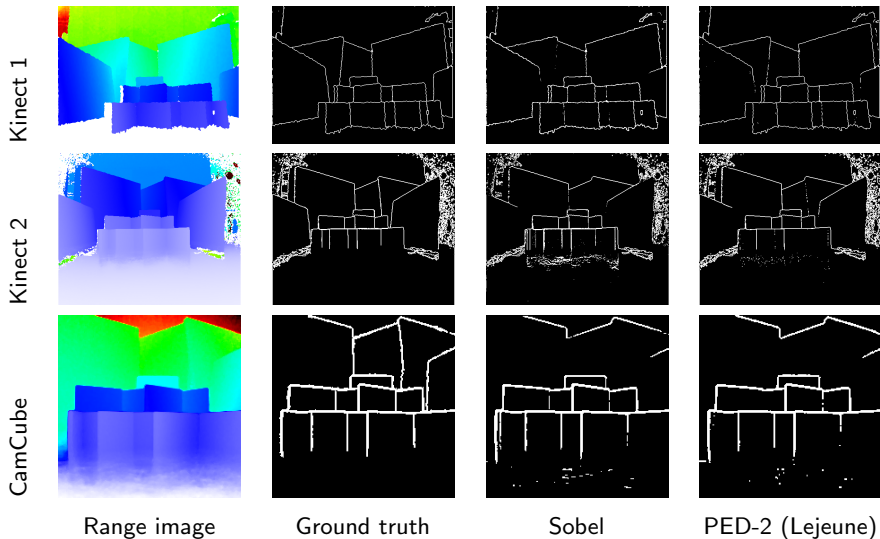 Kinect 1
Kinect 2
CamCube
Range image
Ground truth
Sobel
PED-2 (Lejeune)